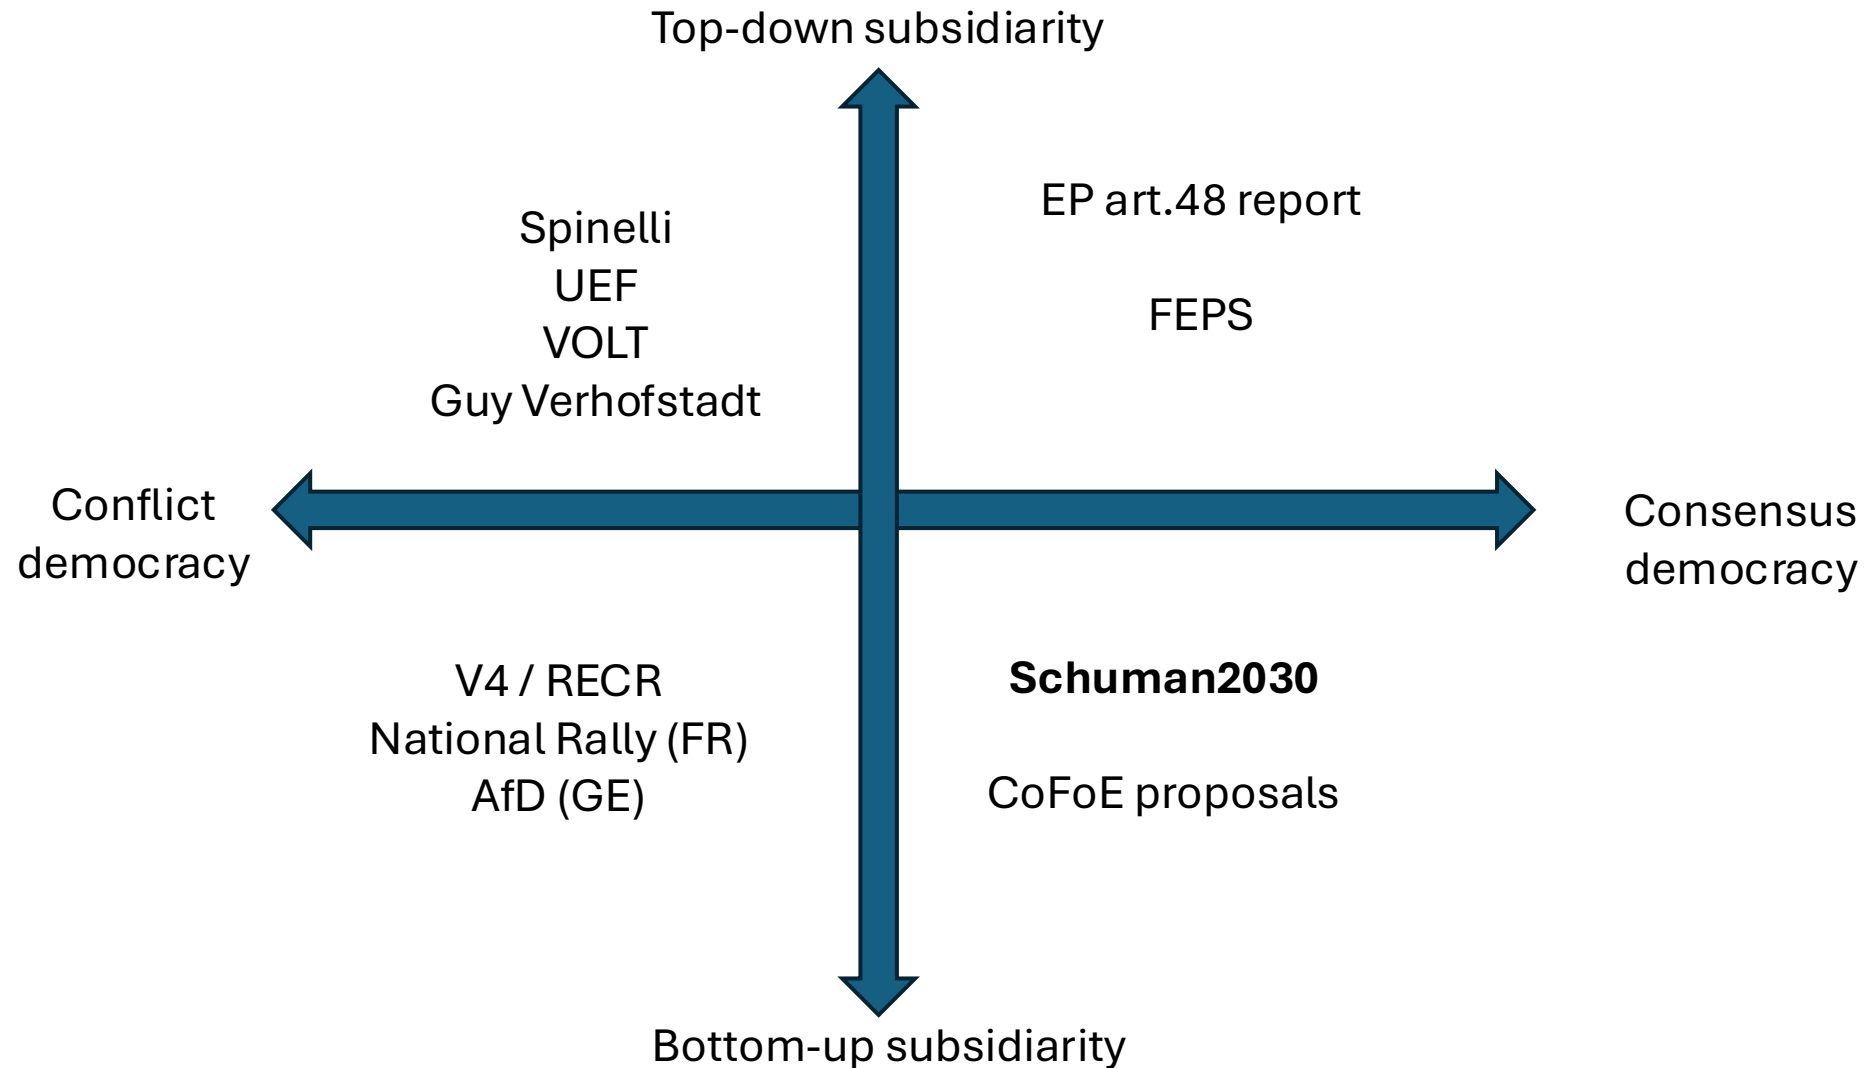 Top-down subsidiarity
EP art.48 report
Spinelli
UEF
FEPS
VOLT
Guy Verhofstadt
Conflict
democracy
Consensus
democracy
V4 / RECR
National Rally (FR)
AfD (GE)
Schuman2030
CoFoE proposals
Bottom-up subsidiarity